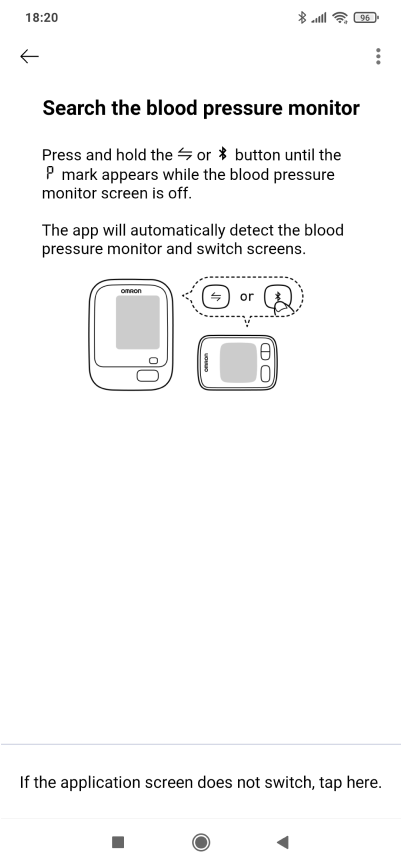 18:20
96
Search the blood pressure monitor
Press and hold the ⇋ or button until the
P mark appears while the blood pressure
monitor screen is off.
The app will automatically detect the blood
pressure monitor and switch screens.
OMRON
or
OMRON
If the application screen does not switch, tap here.